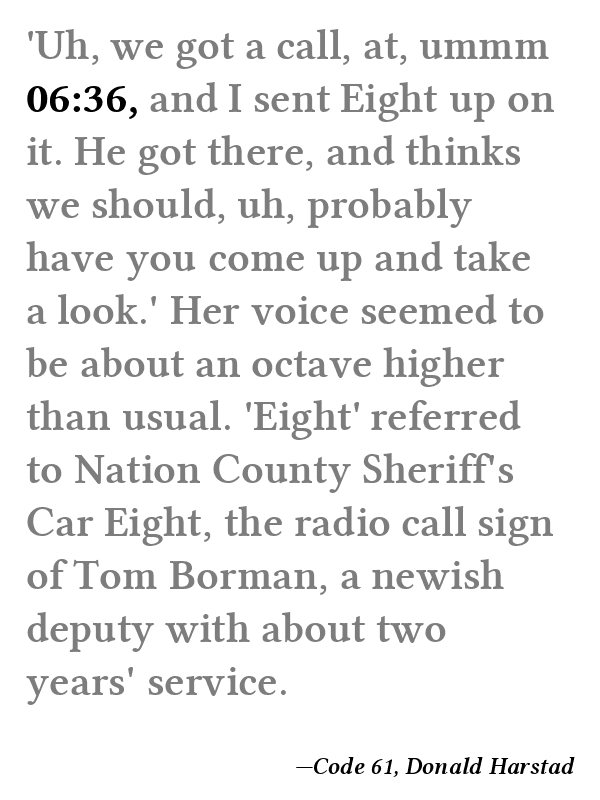 'Uh, we got a call, at, ummm
06:36, and I sent Eight up on
it. He got there, and thinks
we should, uh, probably
have you come up and take
a look.' Her voice seemed to
be about an octave higher
than usual. 'Eight' referred
to Nation County Sheriff's
Car Eight, the radio call sign
of Tom Borman, a newish
deputy with about two
years' service.
—Code 61, Donald Harstad